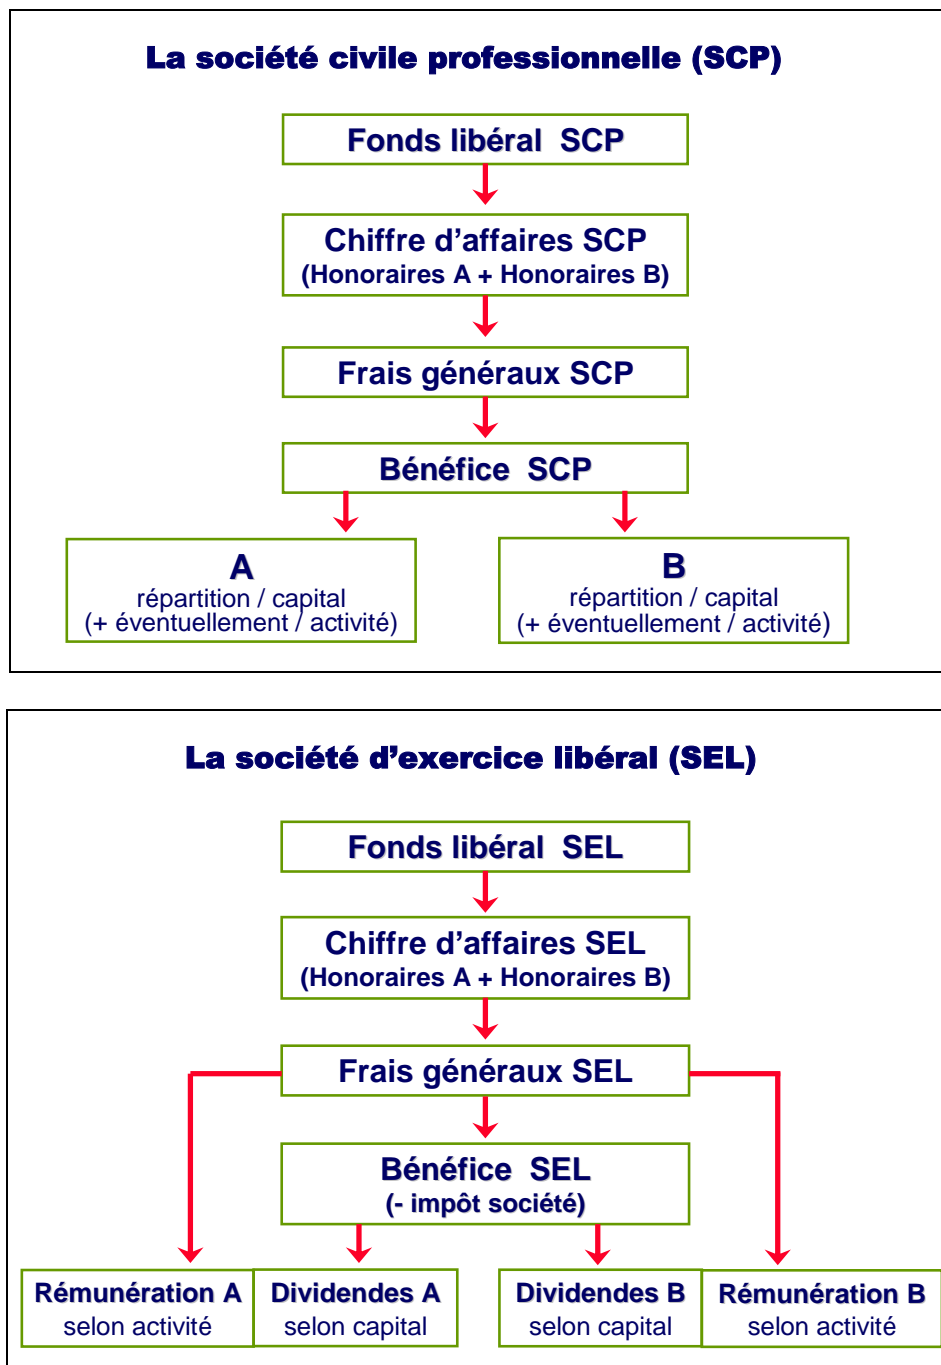 La société civile professionnelle (SCP)
Fonds libéral SCP
Chiffre d'affaires SCP
(Honoraires A + Honoraires B)
Frais généraux SCP
Bénéfice SCP
A
répartition / capital
(+ éventuellement / activité)
B
répartition / capital
(+ éventuellement / activité)
La société d'exercice libéral (SEL)
Fonds libéral SEL
Chiffre d'affaires SEL
(Honoraires A + Honoraires B)
Frais généraux SEL
Bénéfice SEL
(- impôt société)
Rémunération A
selon activité
Dividendes A
selon capital
Dividendes B
selon capital
Rémunération B
selon activité